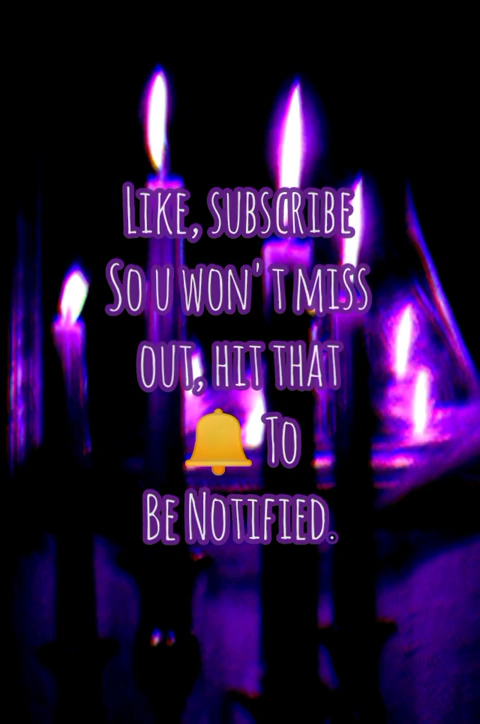 Like, subscribe
So u won't miss
out, hit that
🔔 To
Be Notified.